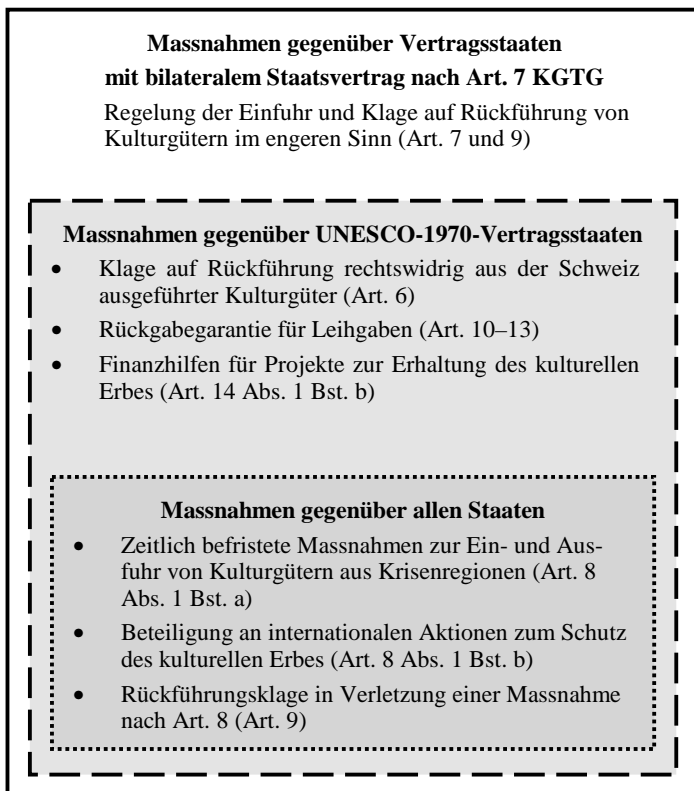 Massnahmen gegenüber Vertragsstaaten
mit bilateralem Staatsvertrag nach Art. 7 KGTG
Regelung der Einfuhr und Klage auf Rückführung von
Kulturgütern im engeren Sinn (Art. 7 und 9)
Massnahmen gegenüber UNESCO-1970-Vertragsstaaten
• Klage auf Rückführung rechtswidrig aus der Schweiz
ausgeführter Kulturgüter (Art. 6)
• Rückgabegarantie für Leihgaben (Art. 10–13)
• Finanzhilfen für Projekte zur Erhaltung des kulturellen
Erbes (Art. 14 Abs. 1 Bst. b)
Massnahmen gegenüber allen Staaten
• Zeitlich befristete Massnahmen zur Ein- und Aus-
fuhr von Kulturgütern aus Krisenregionen (Art. 8
Abs. 1 Bst. a)
• Beteiligung an internationalen Aktionen zum Schutz
des kulturellen Erbes (Art. 8 Abs. 1 Bst. b)
• Rückführungsklage in Verletzung einer Massnahme
nach Art. 8 (Art. 9)